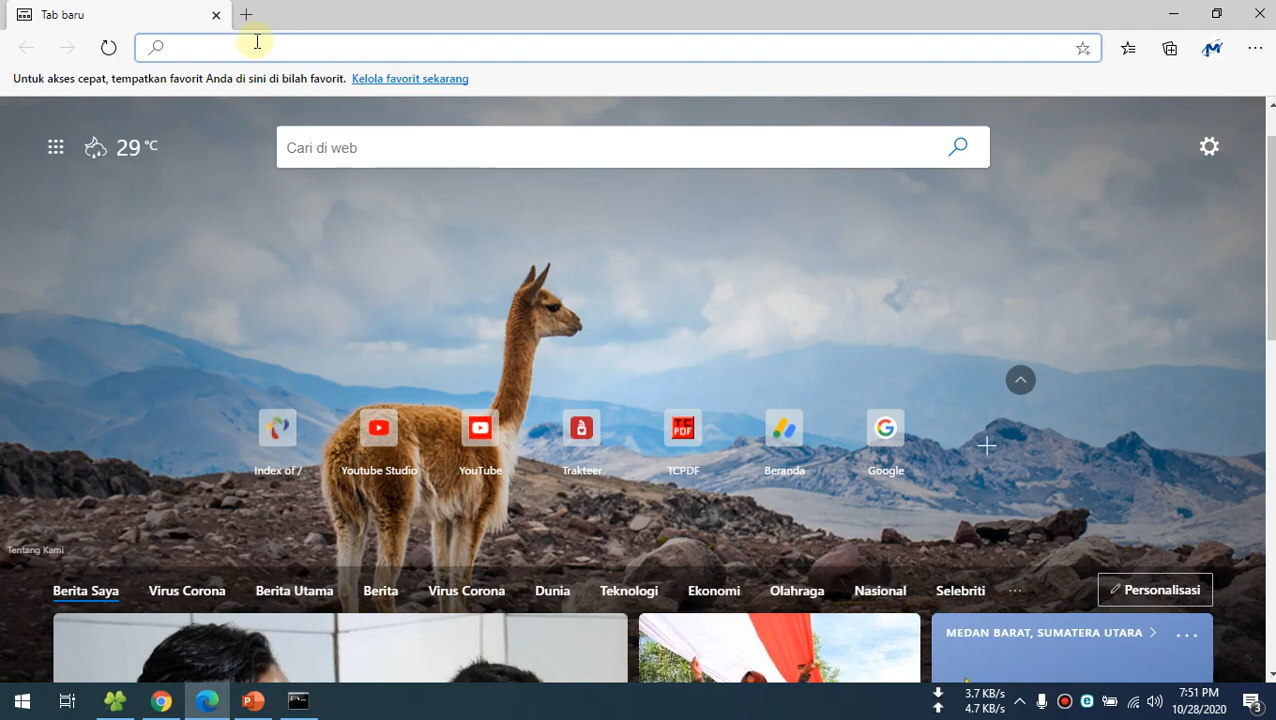 Tab baru
Untuk akses cepat, tempatkan favorit Anda di sini di bilah favorit. Kelola favorit sekarang
29 °C
Cari di web
Index of /
Youtube Studio
YouTube
Trakteer
TCPDF
Beranda
Google
Tentang Kami
Berita Saya
Virus Corona
Berita Utama
Berita
Virus Corona
Dunia
Teknologi
Ekonomi
Olahraga
Nasional
Selebriti
Personalisasi
MEDAN BARAT, SUMATERA UTARA
3.7 KB/s
4.7 KB/s
7:51 PM
10/28/2020
3